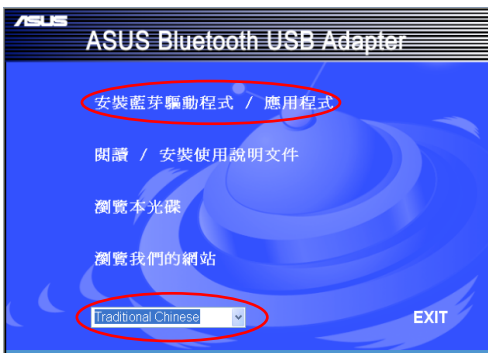 ASUS
ASUS Bluetooth USB Adapter
安裝藍芽驅動程式 / 應用程式
閱讀 / 安裝使用說明文件
瀏覽本光碟
瀏覽我們的網站
Traditional Chinese
EXIT